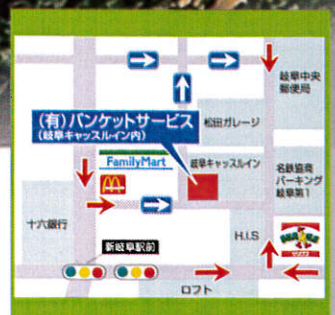 岐阜中央
郵便局
(有)バンケットサービス
(岐阜キャッスルイン内)
松田ガレージ
FamilyMart
岐阜キャッスルイン
名鉄協商
パーキング
岐阜第1
十六銀行
新岐阜駅前
H.I.S
ロフト